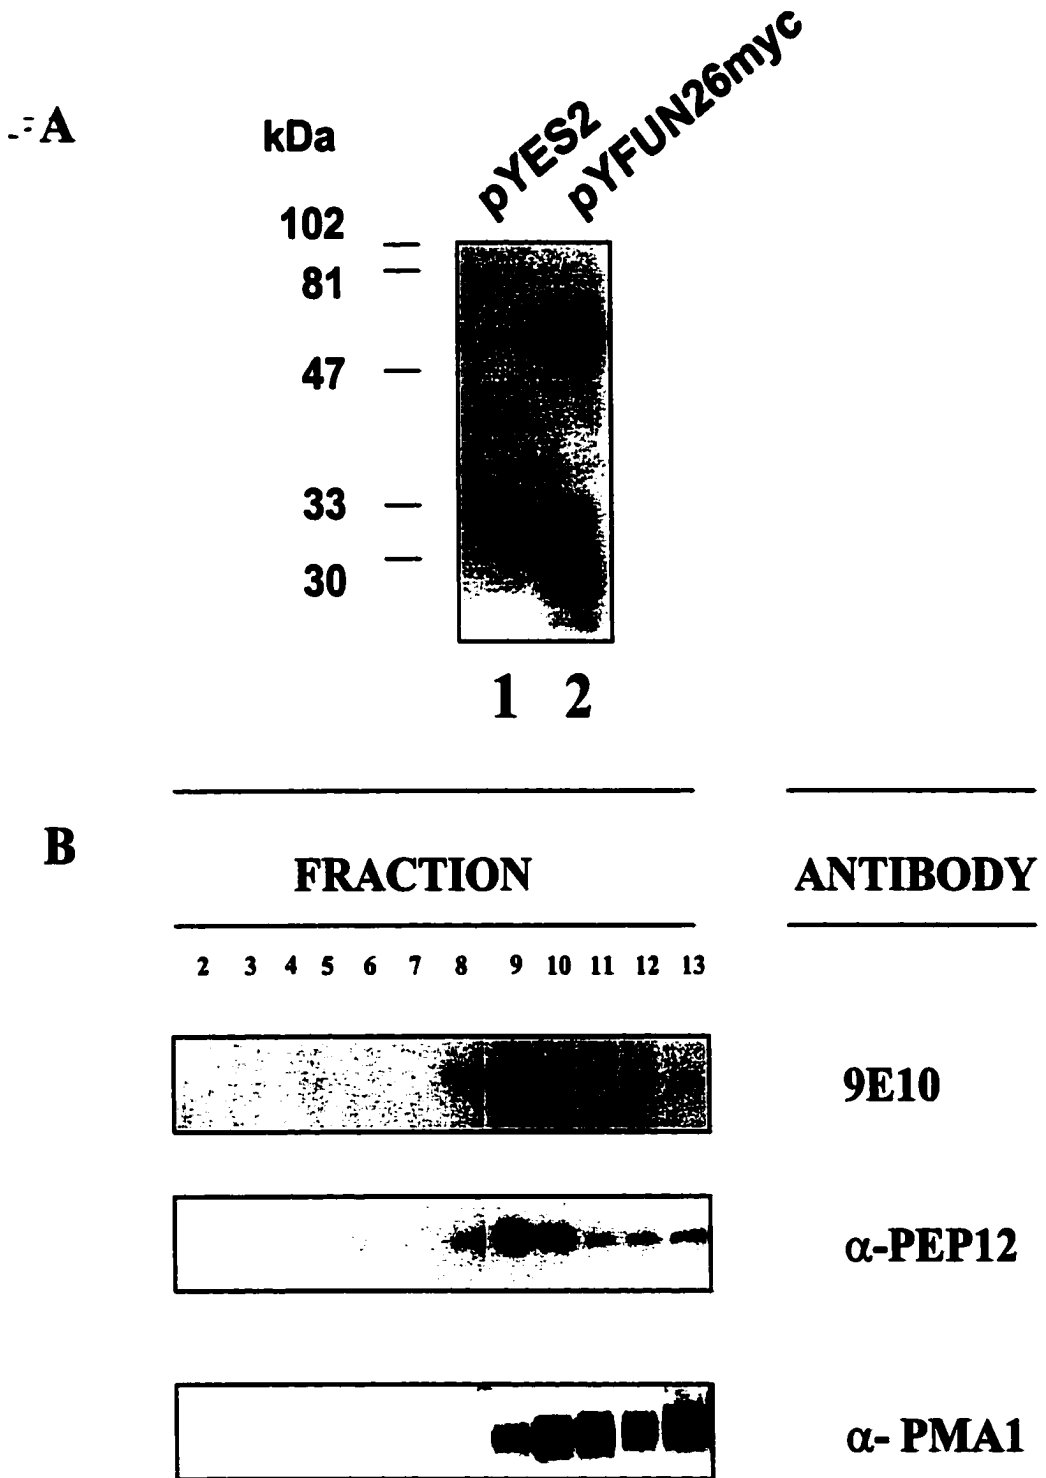 A
kDa
pYES2
pYFUN26myc
102
81
47
33
30
1 2
B
FRACTION ANTIBODY
2 3 4 5 6 7 8 9 10 11 12 13
9E10
α-PEP12
α- PMA1